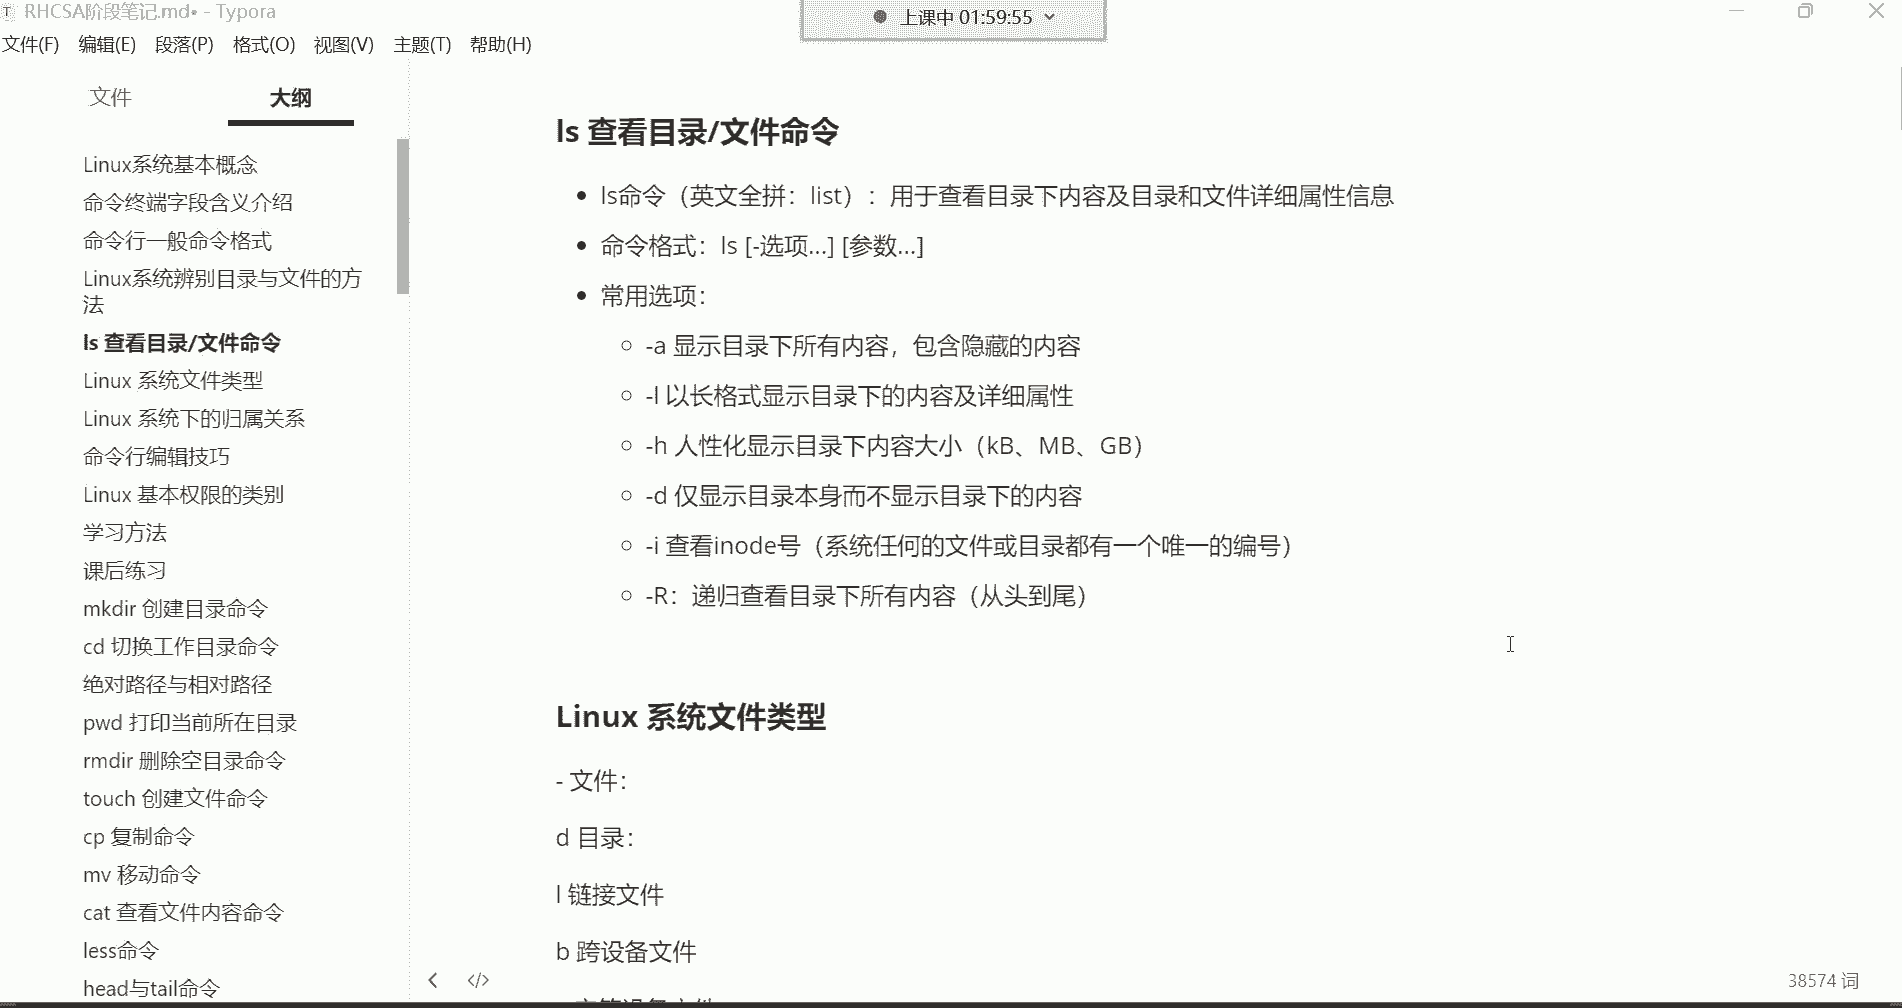 RHCSA阶段笔记.md• - Typora
上课中 01:59:55
文件(F) 编辑(E) 段落(P) 格式(O) 视图(V) 主题(T) 帮助(H)
文件 大纲
Linux系统基本概念
命令终端字段含义介绍
命令行一般命令格式
Linux系统辨别目录与文件的方
法
ls 查看目录/文件命令
Linux 系统文件类型
Linux 系统下的归属关系
命令行编辑技巧
Linux 基本权限的类别
学习方法
课后练习
mkdir 创建目录命令
cd 切换工作目录命令
绝对路径与相对路径
pwd 打印当前所在目录
rmdir 删除空目录命令
touch 创建文件命令
cp 复制命令
mv 移动命令
cat 查看文件内容命令
less命令
head与tail命令
ls 查看目录/文件命令
ls命令（英文全拼：list）：用于查看目录下内容及目录和文件详细属性信息
命令格式：ls [-选项...] [参数...]
常用选项：
-a 显示目录下所有内容，包含隐藏的内容
-l 以长格式显示目录下的内容及详细属性
-h 人性化显示目录下内容大小（kB、MB、GB）
-d 仅显示目录本身而不显示目录下的内容
-i 查看inode号（系统任何的文件或目录都有一个唯一的编号）
-R：递归查看目录下所有内容（从头到尾）
Linux 系统文件类型
- 文件：
d 目录：
l 链接文件
b 跨设备文件
38574 词